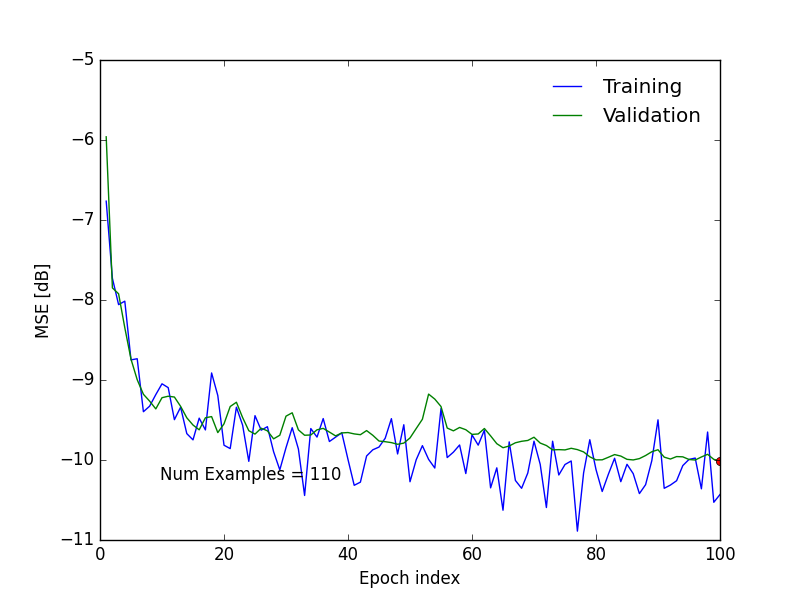 −5
−6
−7
−8
−9
−10
−11
MSE [dB]
Training
Validation
Num Examples = 110
0 20 40 60 80 100
Epoch index